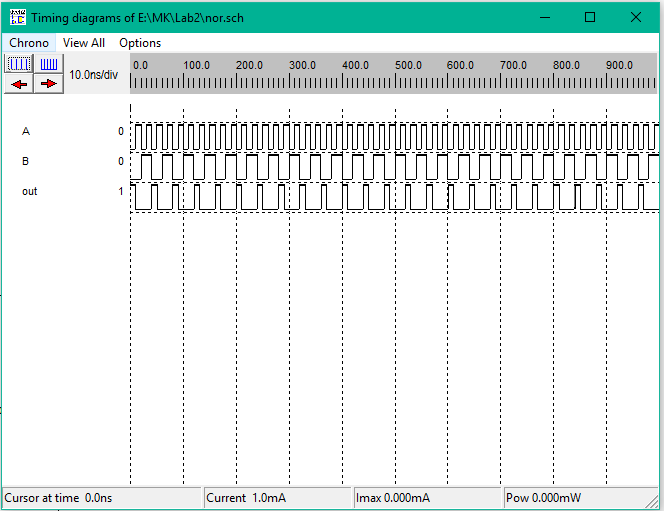 Timing diagrams of E:\MK\Lab2\nor.sch
Chrono View All Options
10.0ns/div
0.0 100.0 200.0 300.0 400.0 500.0 600.0 700.0 800.0 900.0
A 0
B 0
out 1
Cursor at time 0.0ns Current 1.0mA Imax 0.000mA Pow 0.000mW